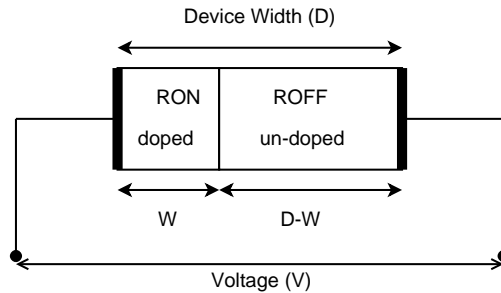 Device Width (D)
RON
ROFF
doped
un-doped
W
D-W
Voltage (V)